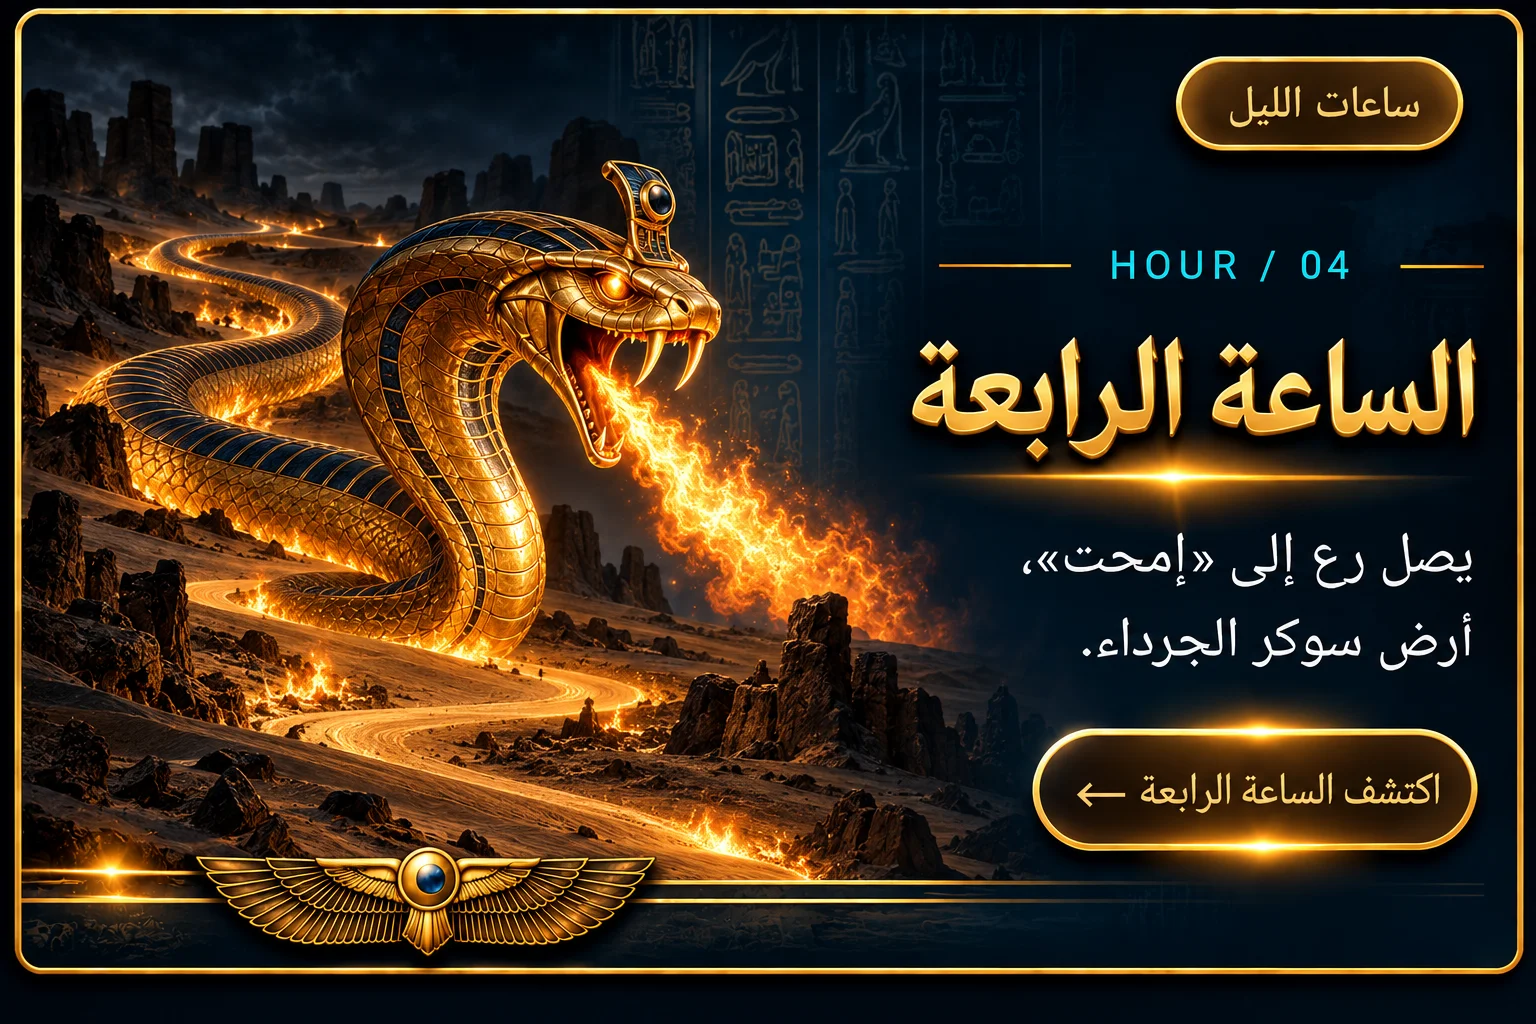 ساعات الليل
HOUR / 04
الساعة الرابعة
يصل رع إلى «إمحت»،
أرض سوكر الجرداء.
اكتشف الساعة الرابعة ←